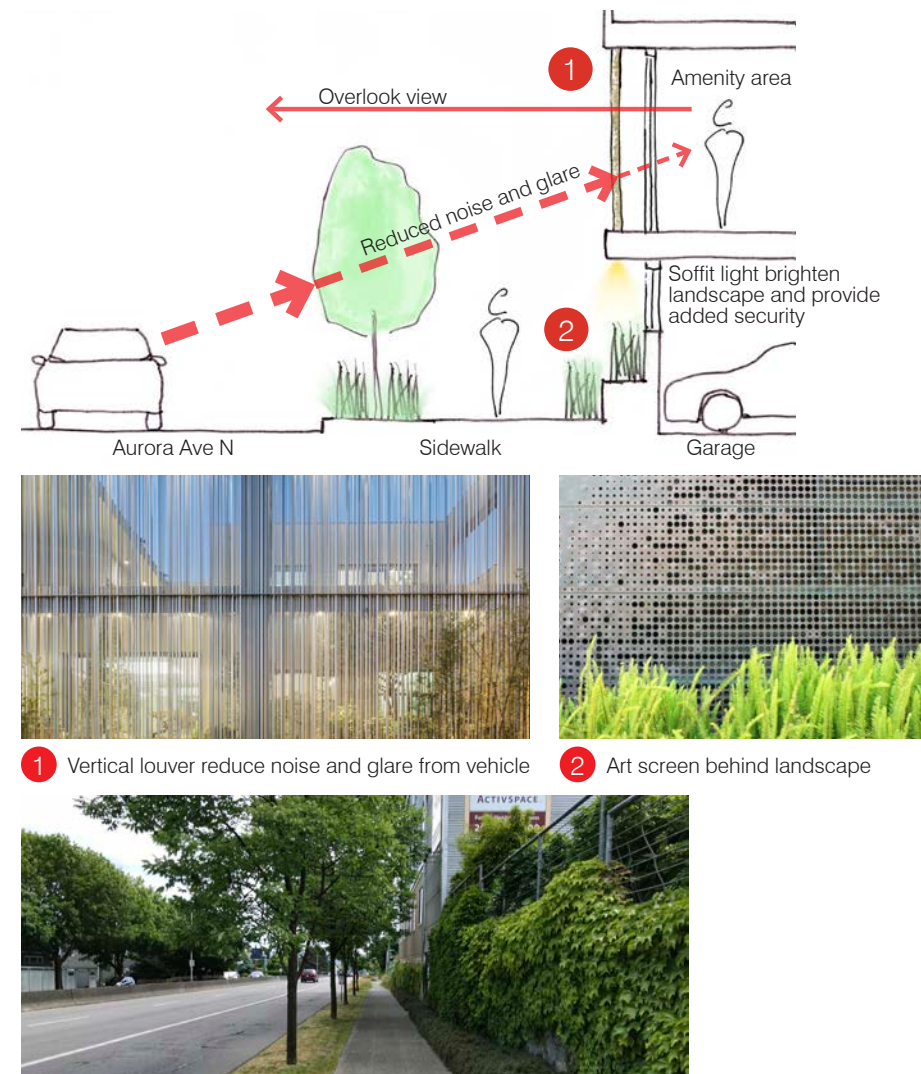 1
Amenity area
Overlook view
Reduced noise and glare
Soffit light brighten
landscape and provide
added security
2
Aurora Ave N
Sidewalk
Garage
1 Vertical louver reduce noise and glare from vehicle
2 Art screen behind landscape
ACTIVSPACE